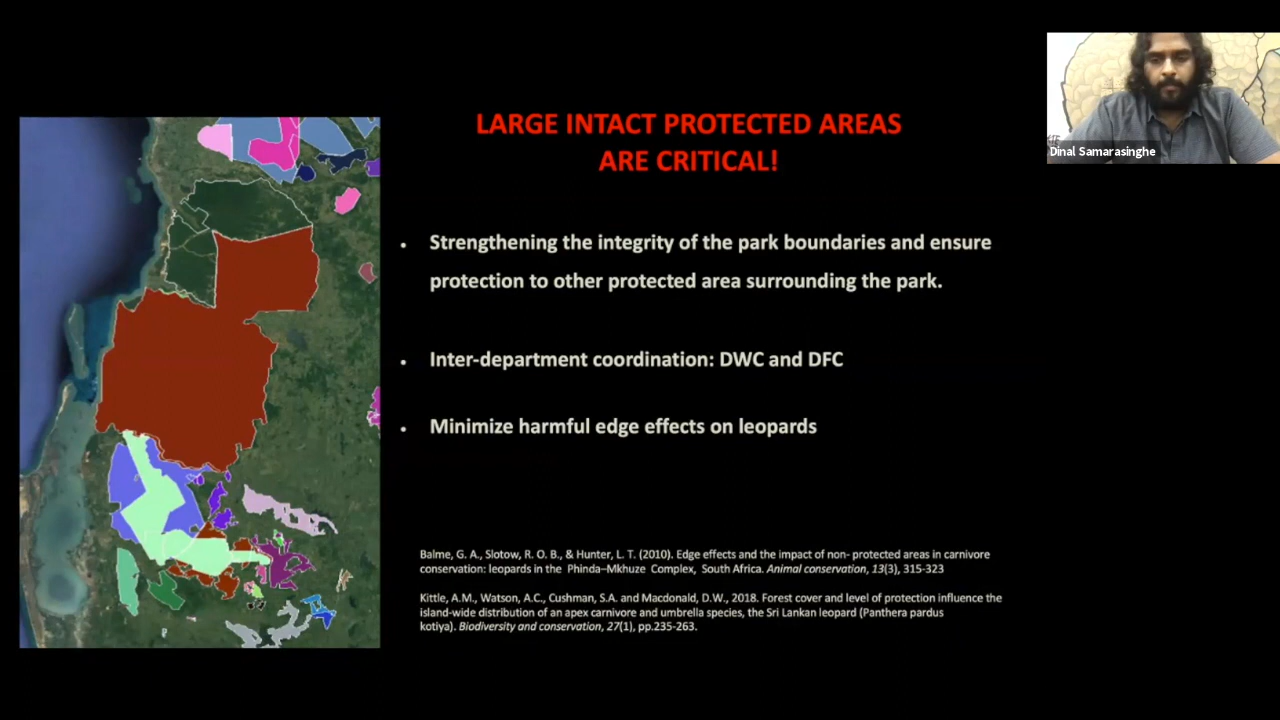 LARGE INTACT PROTECTED AREAS
ARE CRITICAL!
Dinal Samarasinghe
• Strengthening the integrity of the park boundaries and ensure
protection to other protected area surrounding the park.
• Inter-department coordination: DWC and DFC
• Minimize harmful edge effects on leopards
Balme, G. A., Slotow, R. O. B., & Hunter, L. T. (2010). Edge effects and the impact of non- protected areas in carnivore
conservation: leopards in the Phinda–Mkhuze Complex, South Africa. Animal conservation, 13(3), 315-323
Kittle, A.M., Watson, A.C., Cushman, S.A. and Macdonald, D.W., 2018. Forest cover and level of protection influence the
island-wide distribution of an apex carnivore and umbrella species, the Sri Lankan leopard (Panthera pardus
kotiya). Biodiversity and conservation, 27(1), pp.235-263.